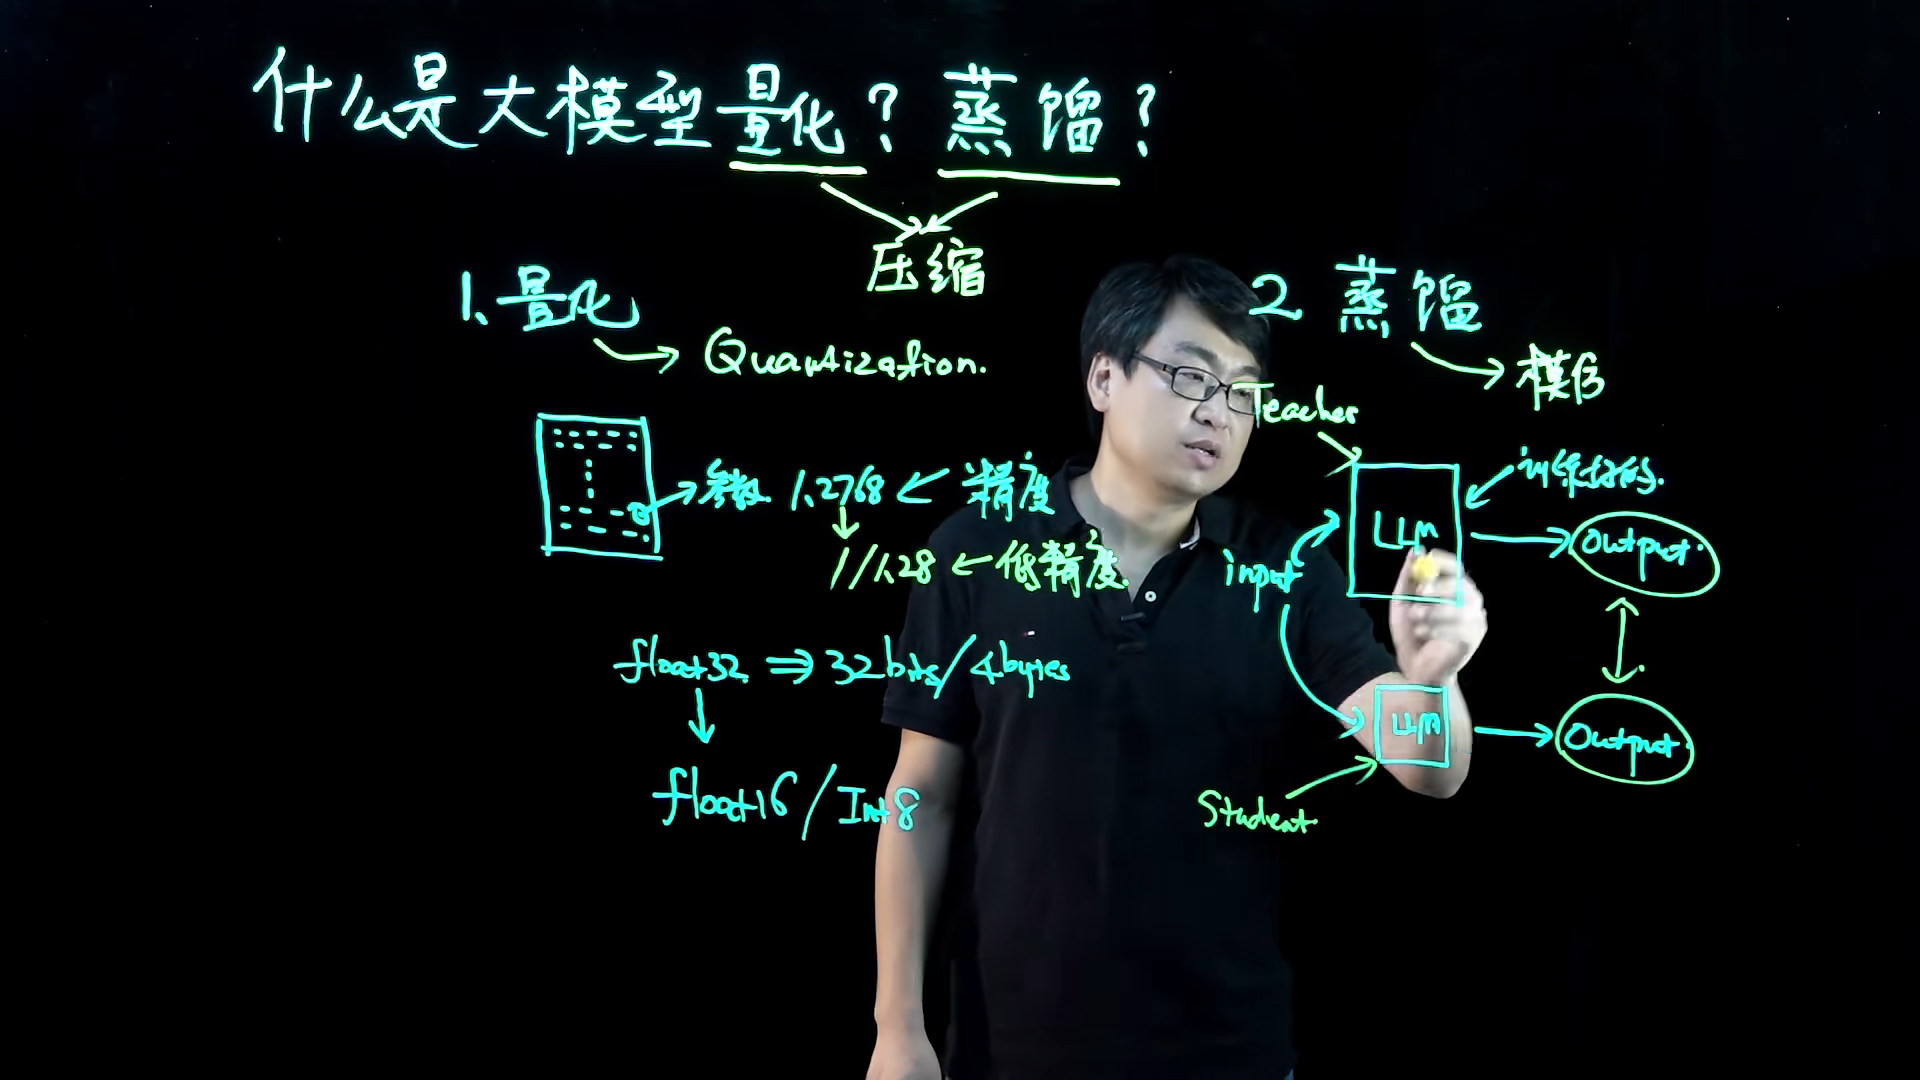 什么是大模型量化？蒸馏？
压缩
1、量化
Quantization.
参数 1.2768 ← 精度
1 / 1.28 ← 低精度.
float32 ⇒ 32bits/4bytes
float16 / Int8
2. 蒸馏
模仿
Teacher
训练好的.
LLM
Output.
input
LLM
Output.
Student.